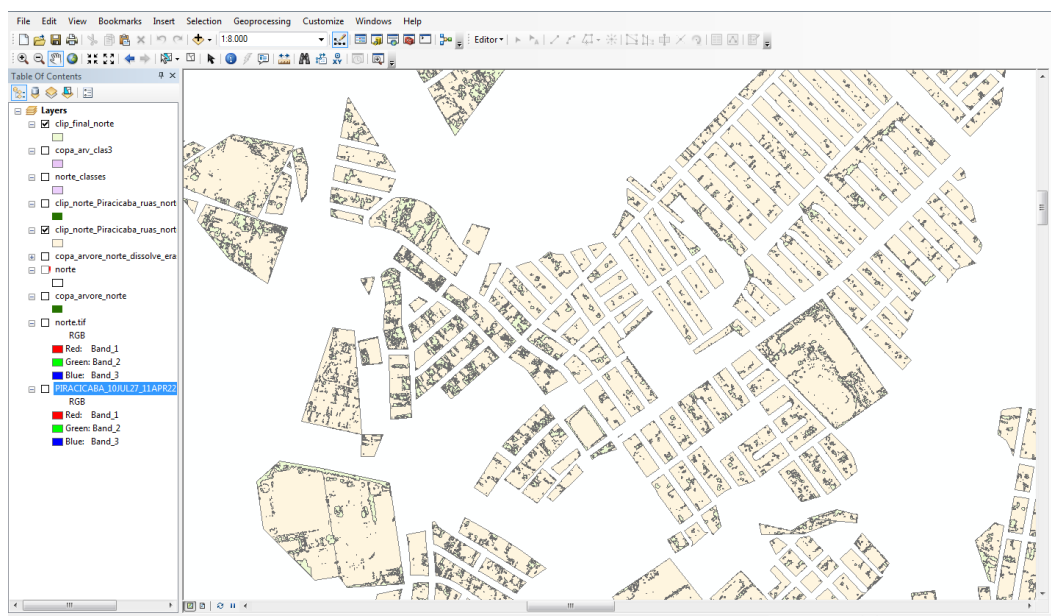 File Edit View Bookmarks Insert Selection Geoprocessing Customize Windows Help
1:8.000 Editor
Table Of Contents
Layers
clip_final_norte
copa_arv_clas3
norte_classes
clip_norte_Piracicaba_ruas_nort
clip_norte_Piracicaba_ruas_nort
copa_arvore_norte_dissolve_era
norte
copa_arvore_norte
norte.tif
RGB
Red: Band_1
Green: Band_2
Blue: Band_3
PIRACICABA_10JUL27_11APR22
RGB
Red: Band_1
Green: Band_2
Blue: Band_3